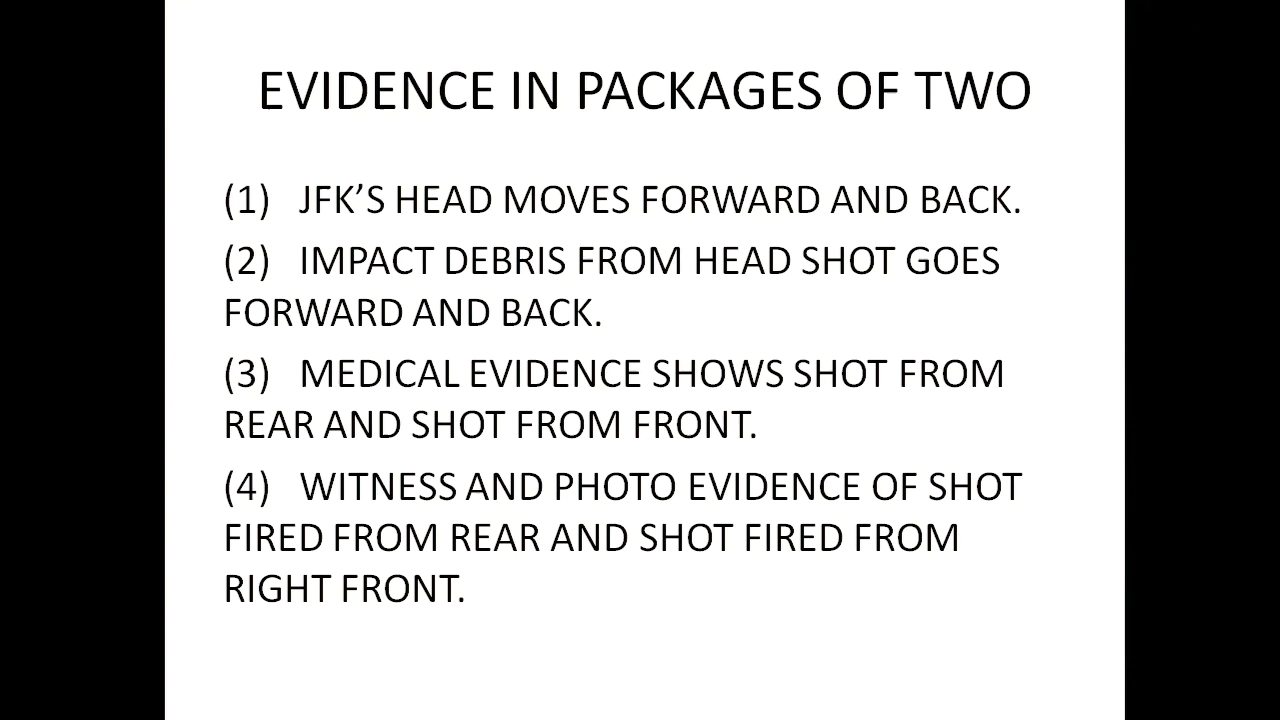 EVIDENCE IN PACKAGES OF TWO
(1) JFK’S HEAD MOVES FORWARD AND BACK.
(2) IMPACT DEBRIS FROM HEAD SHOT GOES
FORWARD AND BACK.
(3) MEDICAL EVIDENCE SHOWS SHOT FROM
REAR AND SHOT FROM FRONT.
(4) WITNESS AND PHOTO EVIDENCE OF SHOT
FIRED FROM REAR AND SHOT FIRED FROM
RIGHT FRONT.